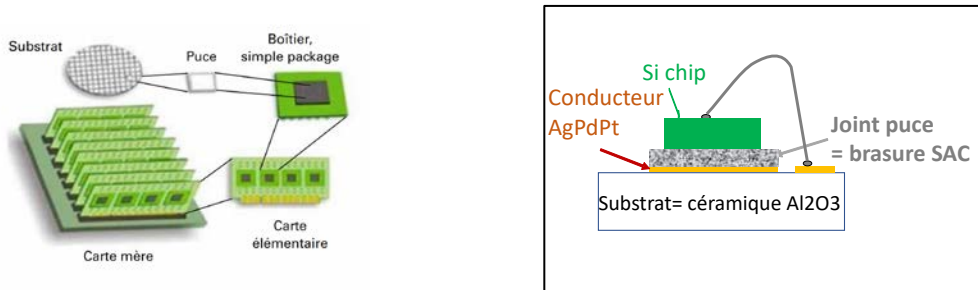 Substrat
Puce
Boîtier,
simple package
Carte
élémentaire
Carte mère
Si chip
Conducteur
AgPdPt
Joint puce
= brasure SAC
Substrat= céramique Al2O3